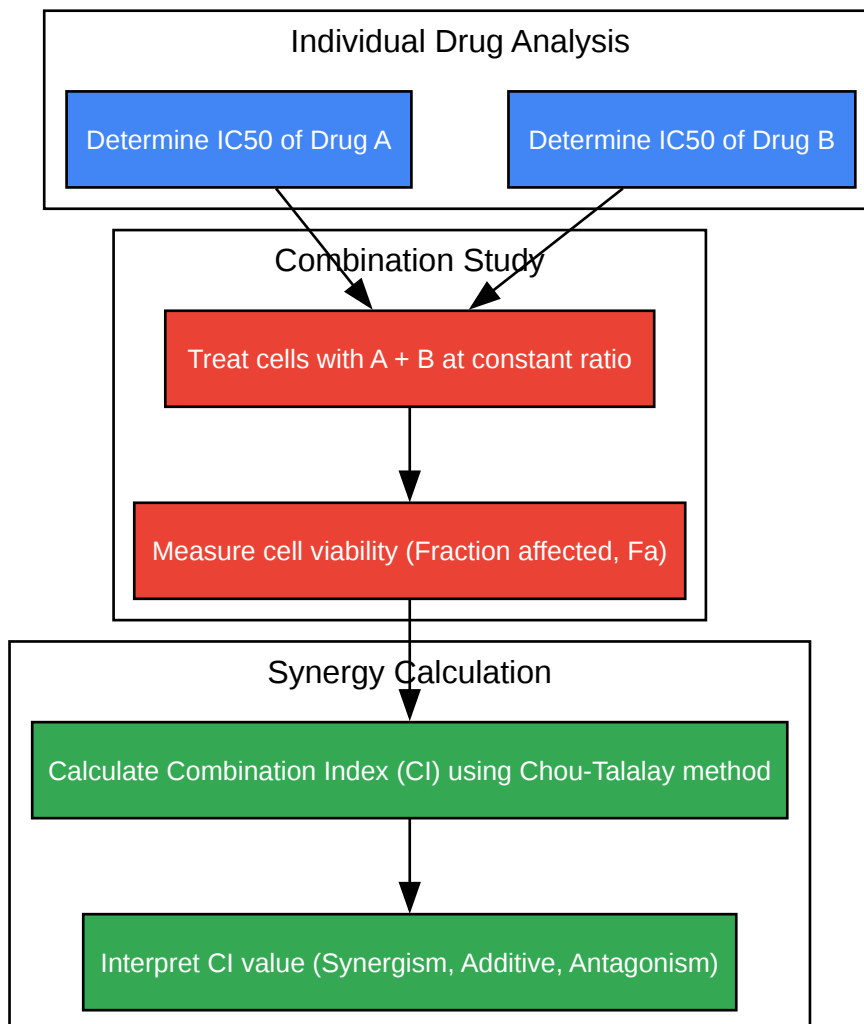 Individual Drug Analysis
Determine IC50 of Drug A
Determine IC50 of Drug B
Combination Study
Treat cells with A + B at constant ratio
Measure cell viability (Fraction affected, Fa)
Synergy Calculation
Calculate Combination Index (CI) using Chou-Talalay method
Interpret CI value (Synergism, Additive, Antagonism)